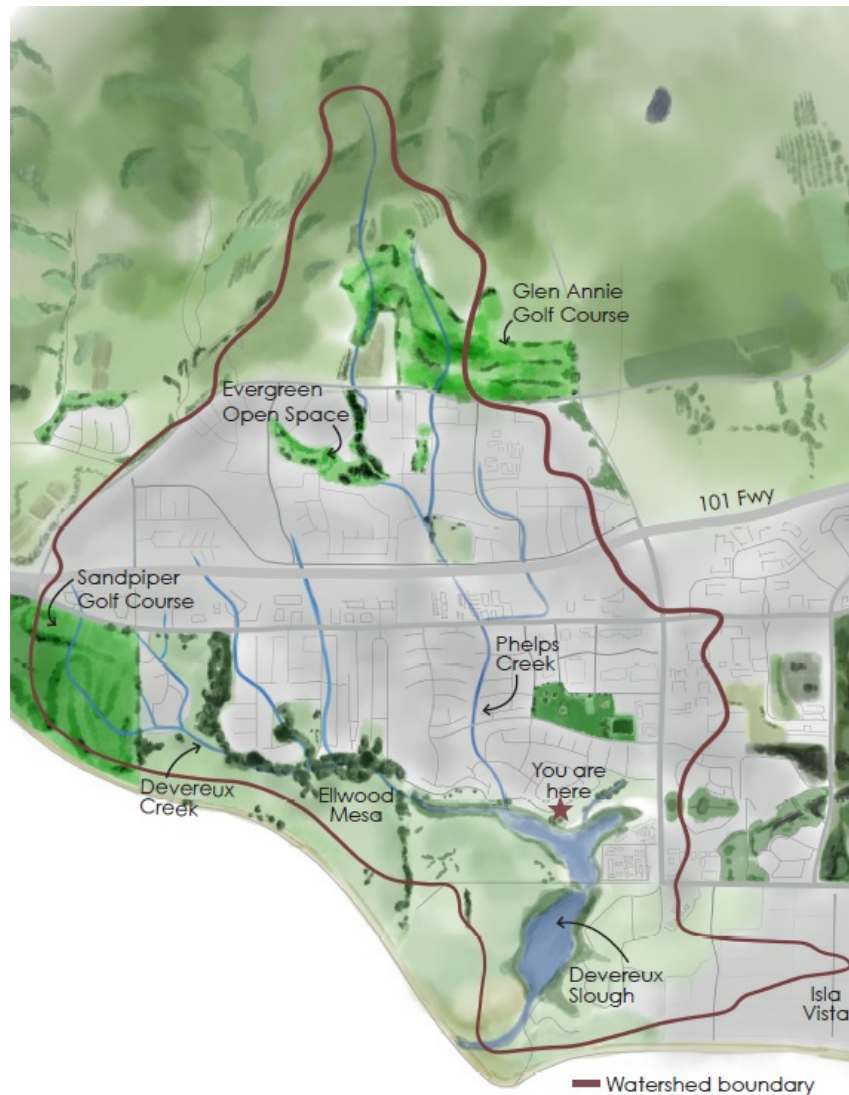 Glen Annie
Golf Course
Evergreen
Open Space
101 Fwy
Sandpiper
Golf Course
Phelps
Creek
You are
here
Devereux
Creek
Ellwood
Mesa
Devereux
Slough
Isla
Vista
Watershed boundary